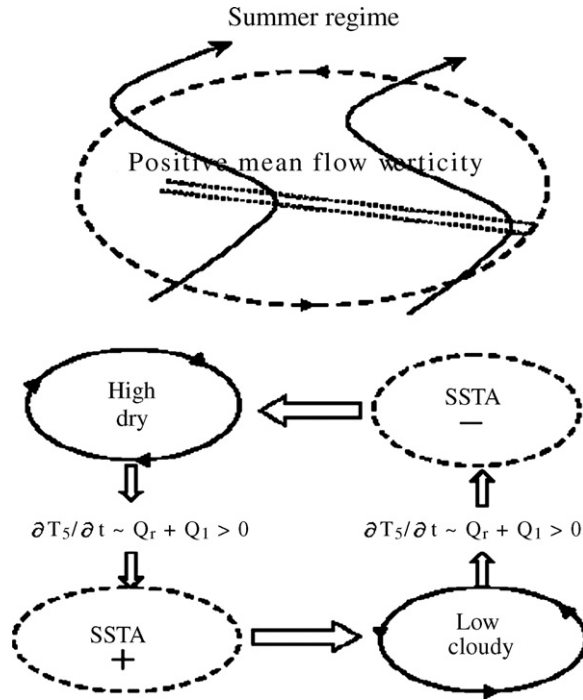 Summer regime
Positive mean flow verticity
High
dry
SSTA
−
∂T₅/∂t ~ Qᵣ + Q₁ > 0
∂T₅/∂t ~ Qᵣ + Q₁ > 0
SSTA
+
Low
cloudy